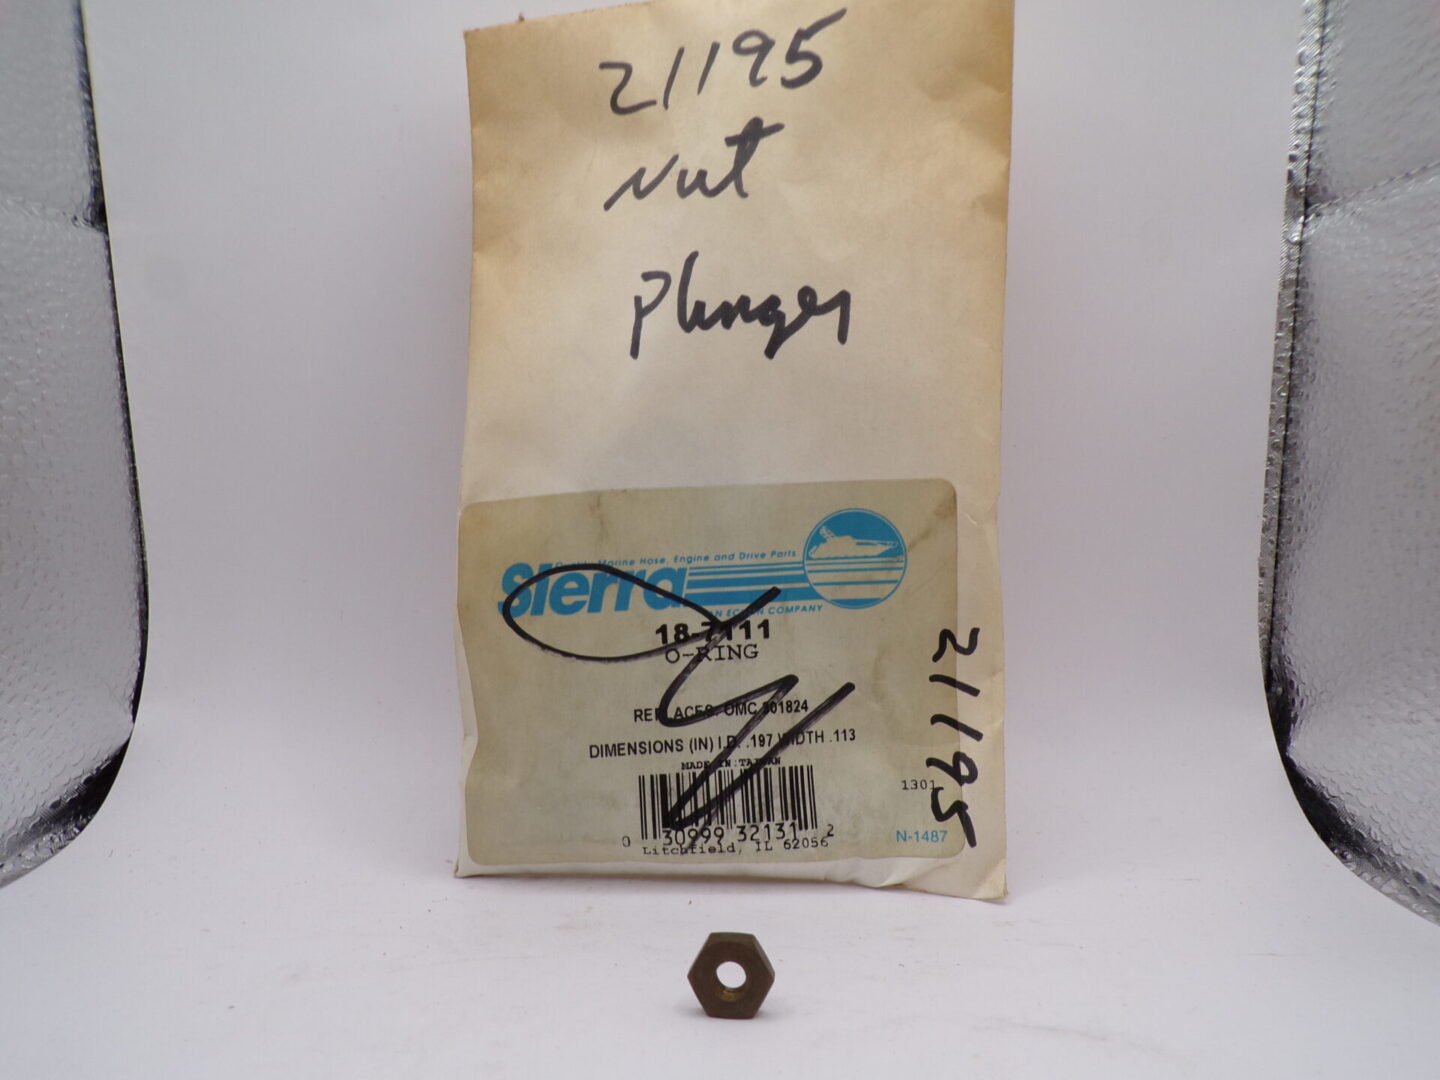 21195
Nut
Plunger
Marine Hose, Engine and Drive Parts
Sierra
AN ECHLIN COMPANY
18-7111
O-RING
REPLACES: OMC 301824
DIMENSIONS (IN) I.D. .197 WIDTH .113
MADE IN: TAIWAN
1301
0 30999 32131 2
N-1487
Litchfield, IL 62056
21195